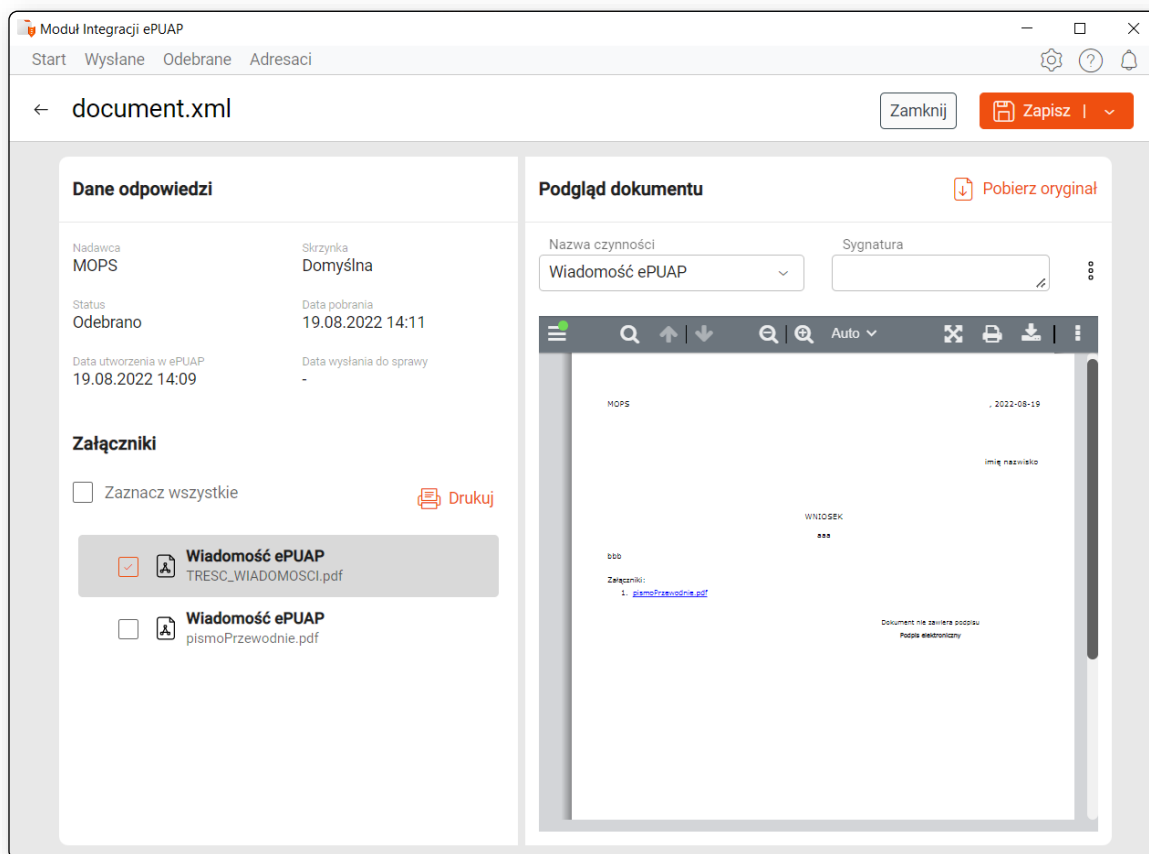 Moduł Integracji ePUAP
Start Wysłane Odebrane Adresaci
document.xml
Zamknij
Zapisz
Dane odpowiedzi
Nadawca
MOPS
Skrzynka
Domyślna
Status
Odebrano
Data pobrania
19.08.2022 14:11
Data utworzenia w ePUAP
19.08.2022 14:09
Data wysłania do sprawy
-
Załączniki
Zaznacz wszystkie
Drukuj
Wiadomość ePUAP
TRESC_WIADOMOSCI.pdf
Wiadomość ePUAP
pismoPrzewodnie.pdf
Podgląd dokumentu
Pobierz oryginał
Nazwa czynności
Wiadomość ePUAP
Sygnatura
Auto
MOPS
, 2022-08-19
imię nazwisko
WNIOSEK
aaa
bbb
Załączniki:
1. pismoPrzewodnie.pdf
Dokument nie zawiera podpisu
Podpis elektroniczny